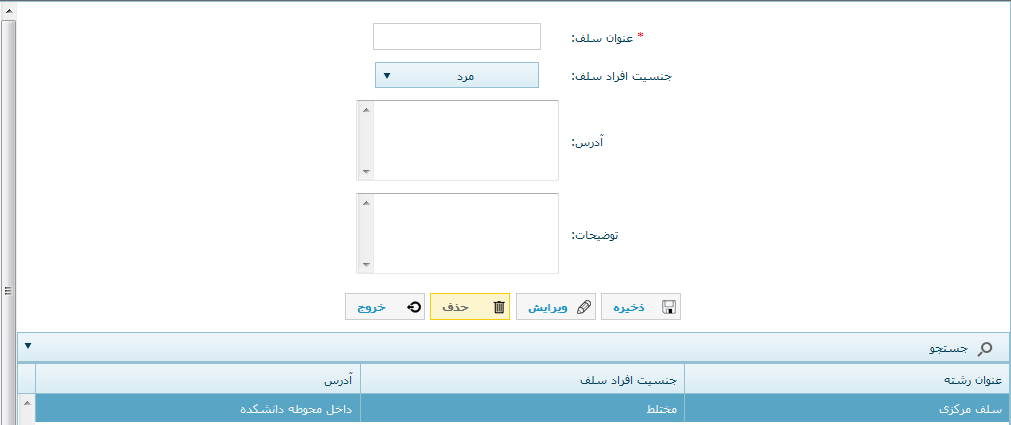 * عنوان سلف:
جنسیت افراد سلف: مرد
آدرس:
توضیحات:
ذخیره ویرایش حذف خروج
جستجو
عنوان رشته جنسیت افراد سلف آدرس
سلف مرکزی مختلط داخل محوطه دانشکده